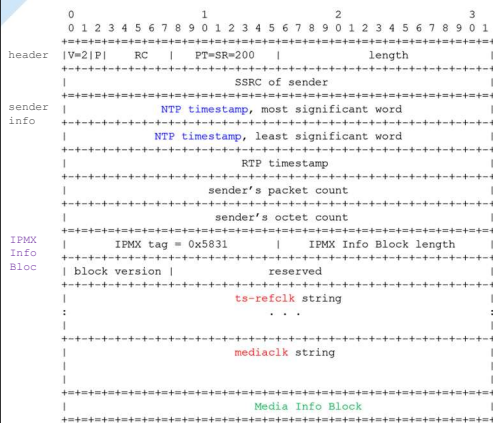 0 1 2 3
0 1 2 3 4 5 6 7 8 9 0 1 2 3 4 5 6 7 8 9 0 1 2 3 4 5 6 7 8 9 0 1
+=+=+=+=+=+=+=+=+=+=+=+=+=+=+=+=+=+=+=+=+=+=+=+=+=+=+=+=+=+=+=+
header |V=2|P| RC | PT=SR=200 | length |
+-+-+-+-+-+-+-+-+-+-+-+-+-+-+-+-+-+-+-+-+-+-+-+-+-+-+-+-+-+-+-+
| SSRC of sender |
+=+=+=+=+=+=+=+=+=+=+=+=+=+=+=+=+=+=+=+=+=+=+=+=+=+=+=+=+=+=+=+
sender | NTP timestamp, most significant word |
info +-+-+-+-+-+-+-+-+-+-+-+-+-+-+-+-+-+-+-+-+-+-+-+-+-+-+-+-+-+-+-+
| NTP timestamp, least significant word |
+-+-+-+-+-+-+-+-+-+-+-+-+-+-+-+-+-+-+-+-+-+-+-+-+-+-+-+-+-+-+-+
| RTP timestamp |
+-+-+-+-+-+-+-+-+-+-+-+-+-+-+-+-+-+-+-+-+-+-+-+-+-+-+-+-+-+-+-+
| sender's packet count |
+-+-+-+-+-+-+-+-+-+-+-+-+-+-+-+-+-+-+-+-+-+-+-+-+-+-+-+-+-+-+-+
| sender's octet count |
+=+=+=+=+=+=+=+=+=+=+=+=+=+=+=+=+=+=+=+=+=+=+=+=+=+=+=+=+=+=+=+
IPMX | IPMX tag = 0x5831 | IPMX Info Block length |
Info +-+-+-+-+-+-+-+-+-+-+-+-+-+-+-+-+-+-+-+-+-+-+-+-+-+-+-+-+-+-+-+
Bloc | block version | reserved |
+-+-+-+-+-+-+-+-+-+-+-+-+-+-+-+-+-+-+-+-+-+-+-+-+-+-+-+-+-+-+-+
| ts-refclk string |
: . . . :
|
+-+-+-+-+-+-+-+-+-+-+-+-+-+-+-+-+-+-+-+-+-+-+-+-+-+-+-+-+-+-+-+
| mediaclk string |
| |
| |
+=+=+=+=+=+=+=+=+=+=+=+=+=+=+=+=+=+=+=+=+=+=+=+=+=+=+=+=+=+=+=+
| Media Info Block |
+=+=+=+=+=+=+=+=+=+=+=+=+=+=+=+=+=+=+=+=+=+=+=+=+=+=+=+=+=+=+=+